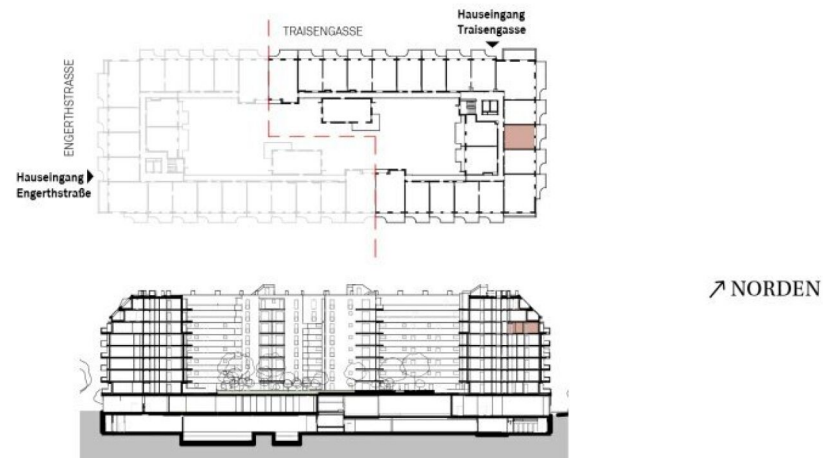 Hauseingang
Traisengasse
TRAISENGASSE
ENGERTHSTRASSE
Hauseingang
Engerthstraße
NORDEN